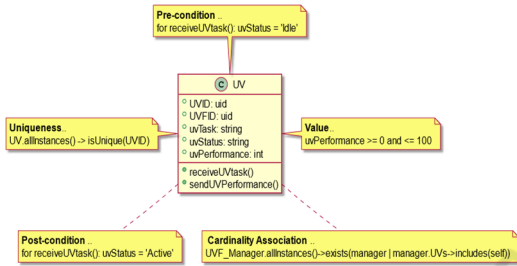 Pre-condition ..
for receiveUVtask(): uvStatus = 'Idle'
C UV
UVID: uid
UVFID: uid
uvTask: string
uvStatus: string
uvPerformance: int
receiveUVtask()
sendUVPerformance()
Uniqueness..
UV.allInstances() -> isUnique(UVID)
Value..
uvPerformance >= 0 and <= 100
Post-condition ..
for receiveUVtask(): uvStatus = 'Active'
Cardinality Association ..
UVF_Manager.allInstances()->exists(manager | manager.UVs->includes(self))